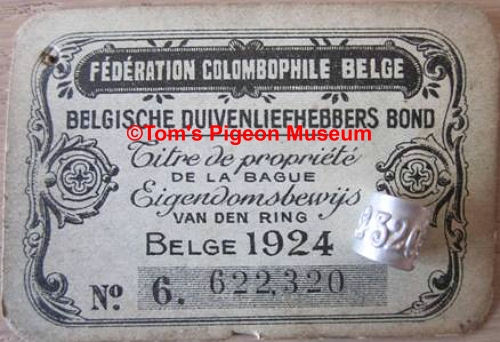 FÉDÉRATION COLOMBOPHILE BELGE
BELGISCHE DUIVENLIEFHEBBERS BOND
©Tom's Pigeon Museum
Titre de propriété
DE LA BAGUE
Eigendomsbewijs
VAN DEN RING
BELGE 1924
No. 6. 622,320
2320